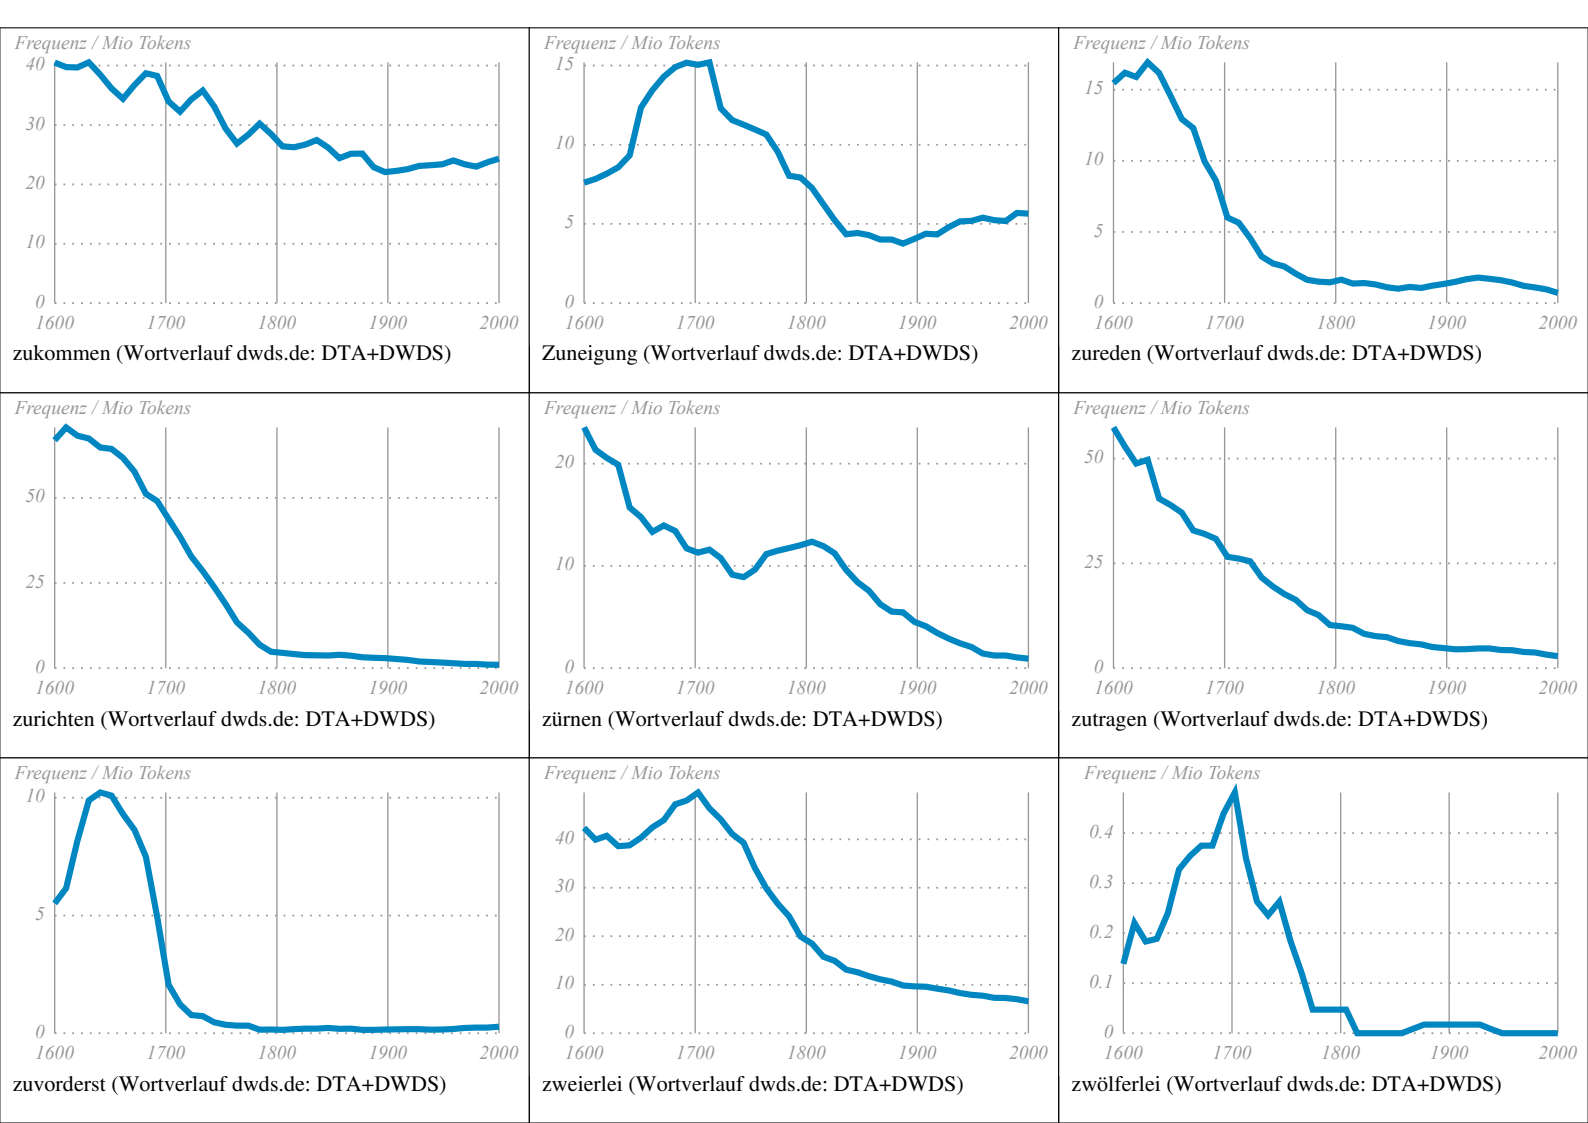 Frequenz / Mio Tokens
40
30
20
10
0
1600 1700 1800 1900 2000
zukommen (Wortverlauf dwds.de: DTA+DWDS)
Frequenz / Mio Tokens
15
10
5
0
1600 1700 1800 1900 2000
Zuneigung (Wortverlauf dwds.de: DTA+DWDS)
Frequenz / Mio Tokens
15
10
5
0
1600 1700 1800 1900 2000
zureden (Wortverlauf dwds.de: DTA+DWDS)
Frequenz / Mio Tokens
50
25
0
1600 1700 1800 1900 2000
zurichten (Wortverlauf dwds.de: DTA+DWDS)
Frequenz / Mio Tokens
20
10
0
1600 1700 1800 1900 2000
zürnen (Wortverlauf dwds.de: DTA+DWDS)
Frequenz / Mio Tokens
50
25
0
1600 1700 1800 1900 2000
zutragen (Wortverlauf dwds.de: DTA+DWDS)
Frequenz / Mio Tokens
10
5
0
1600 1700 1800 1900 2000
zuvorderst (Wortverlauf dwds.de: DTA+DWDS)
Frequenz / Mio Tokens
40
30
20
10
0
1600 1700 1800 1900 2000
zweierlei (Wortverlauf dwds.de: DTA+DWDS)
Frequenz / Mio Tokens
0.4
0.3
0.2
0.1
0
1600 1700 1800 1900 2000
zwölferlei (Wortverlauf dwds.de: DTA+DWDS)